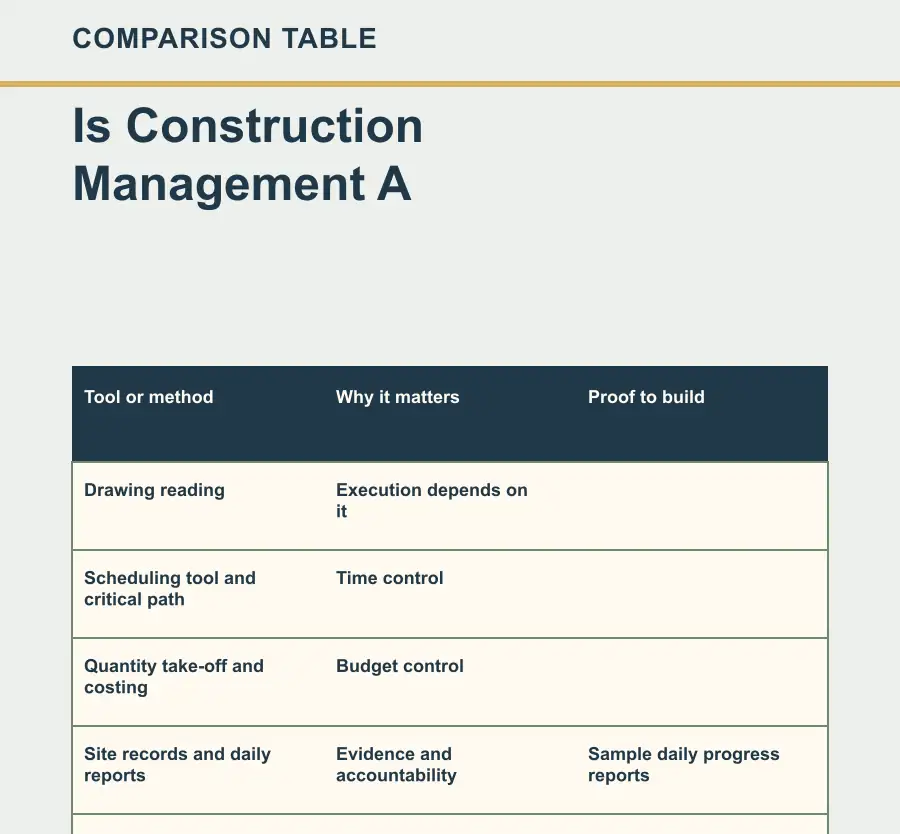 COMPARISON TABLE
Is Construction
Management A
Tool or method
Why it matters
Proof to build
Drawing reading
Execution depends on
it
Scheduling tool and
critical path
Time control
Quantity take-off and
costing
Budget control
Site records and daily
reports
Evidence and
accountability
Sample daily progress
reports